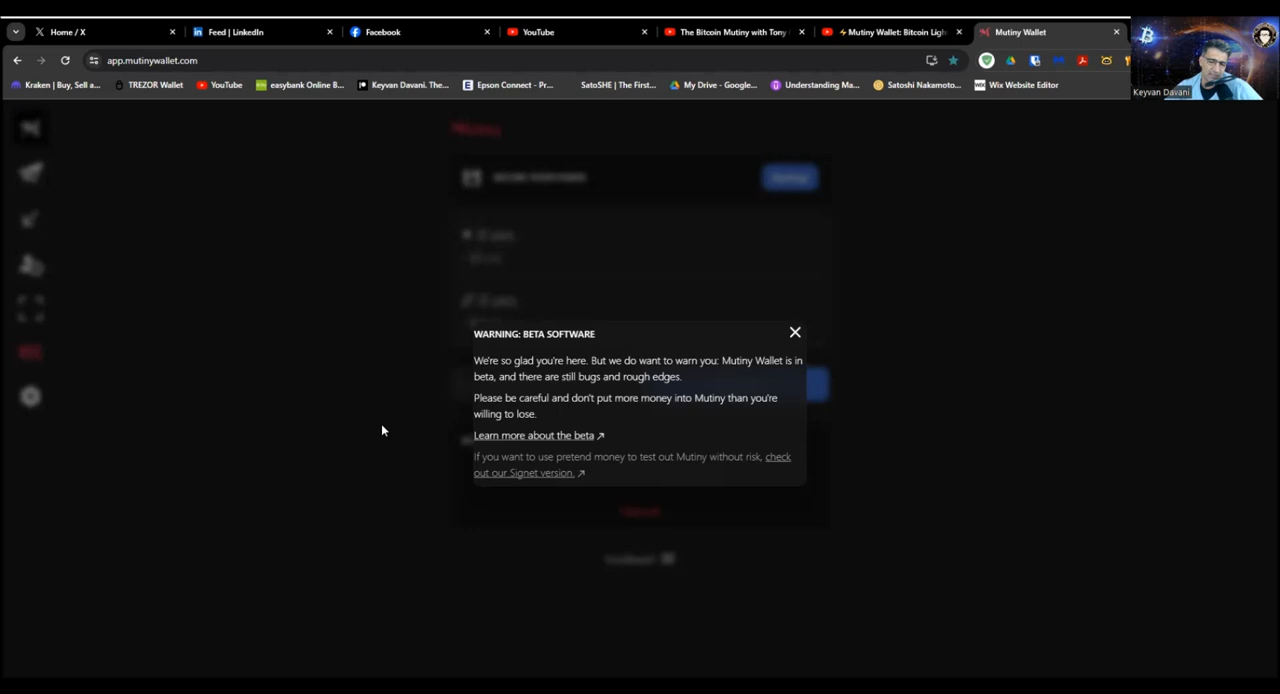 Home / X
Feed | LinkedIn
Facebook
YouTube
The Bitcoin Mutiny with Tony
⚡Mutiny Wallet: Bitcoin Ligh
Mutiny Wallet
app.mutinywallet.com
Kraken | Buy, Sell a...
TREZOR Wallet
YouTube
easybank Online B...
Keyvan Davani. The...
Epson Connect - Pr...
SatoSHE | The First...
My Drive - Google...
Understanding Ma...
Satoshi Nakamoto...
Wix Website Editor
Keyvan Davani
Mutiny
WARNING: BETA SOFTWARE
We're so glad you're here. But we do want to warn you: Mutiny Wallet is in
beta, and there are still bugs and rough edges.
Please be careful and don't put more money into Mutiny than you're
willing to lose.
Learn more about the beta
If you want to use pretend money to test out Mutiny without risk, check
out our Signet version.